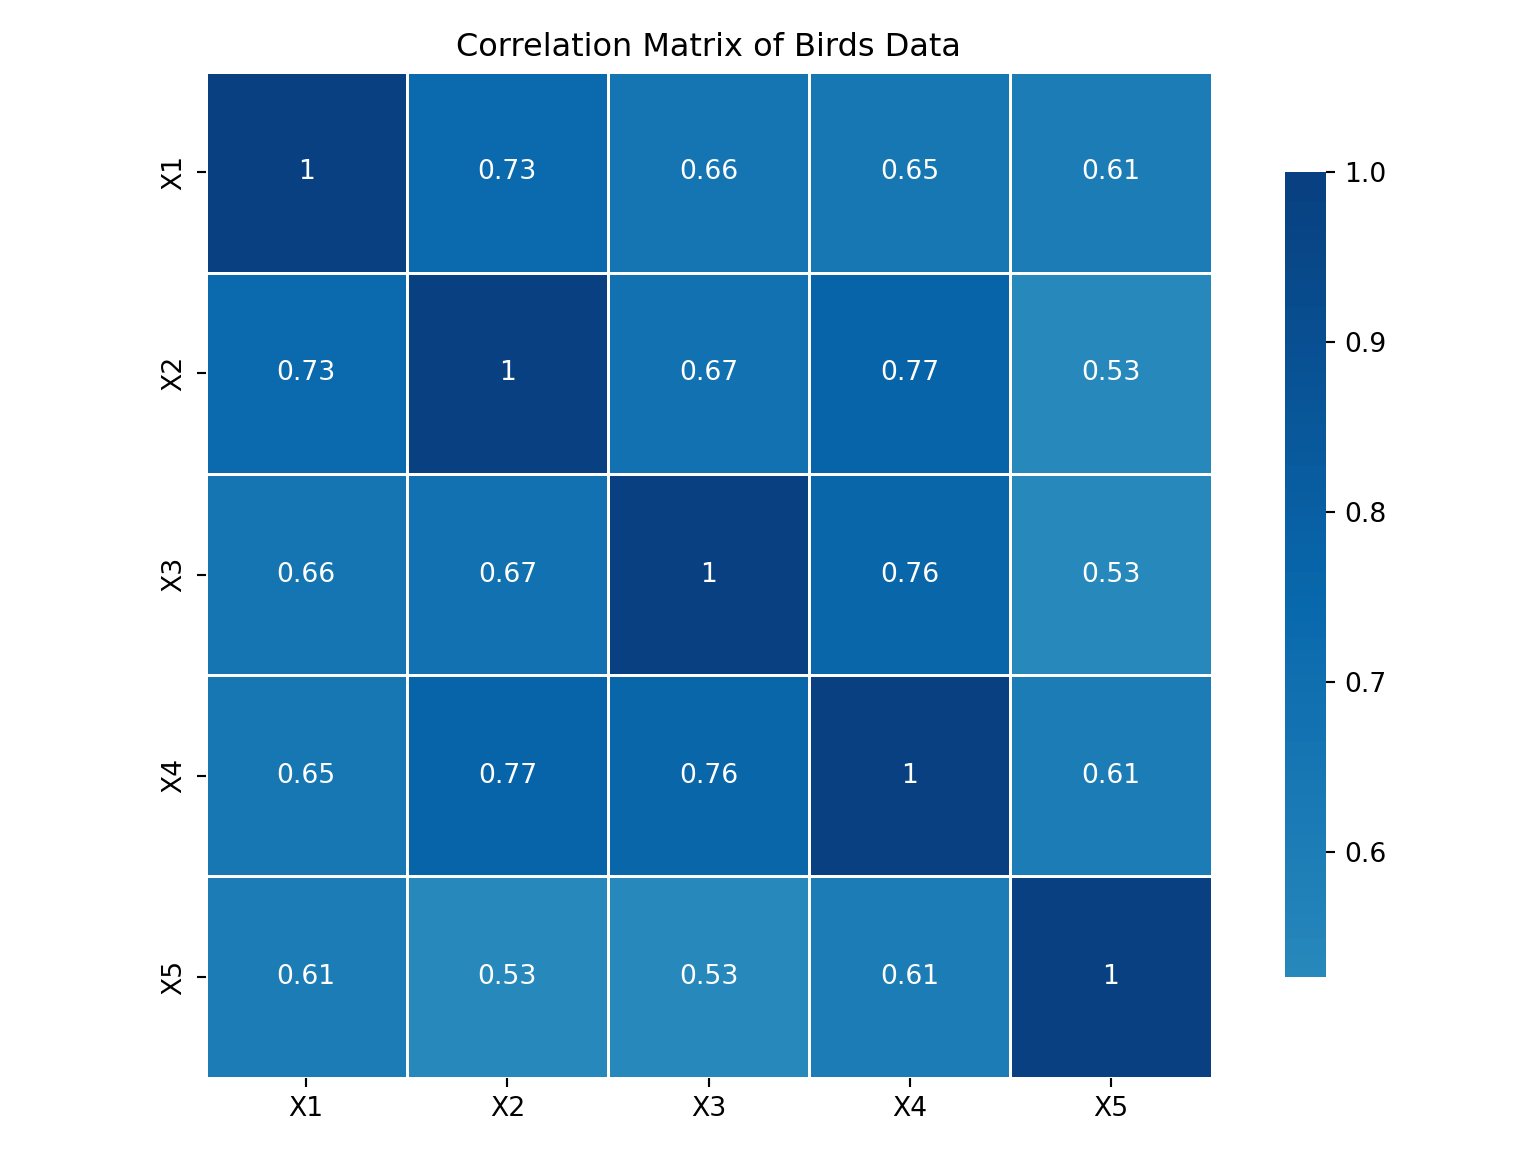 Correlation Matrix of Birds Data
X1 1 0.73 0.66 0.65 0.61
X2 0.73 1 0.67 0.77 0.53
X3 0.66 0.67 1 0.76 0.53
X4 0.65 0.77 0.76 1 0.61
X5 0.61 0.53 0.53 0.61 1
X1 X2 X3 X4 X5
1.0
0.9
0.8
0.7
0.6